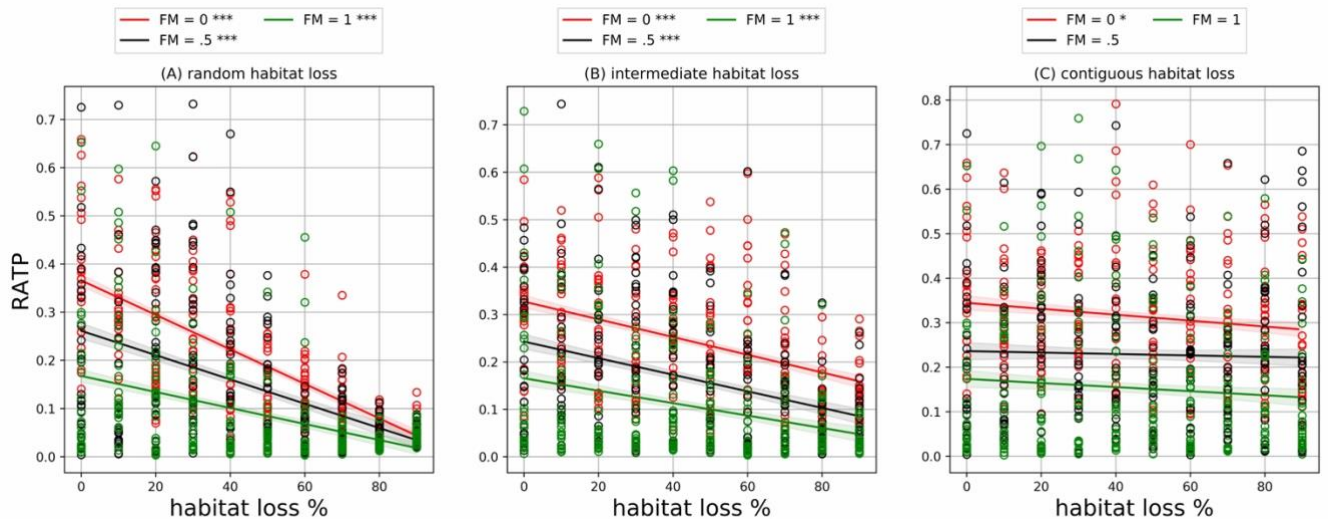 FM = 0 *** FM = 1 ***
FM = .5 ***
FM = 0 *** FM = 1 ***
FM = .5 ***
FM = 0 * FM = 1
FM = .5
(A) random habitat loss
(B) intermediate habitat loss
(C) contiguous habitat loss
RATP
0.7
0.6
0.5
0.4
0.3
0.2
0.1
0.0
0 20 40 60 80
habitat loss %
0.7
0.6
0.5
0.4
0.3
0.2
0.1
0.0
0 20 40 60 80
habitat loss %
0.8
0.7
0.6
0.5
0.4
0.3
0.2
0.1
0.0
0 20 40 60 80
habitat loss %